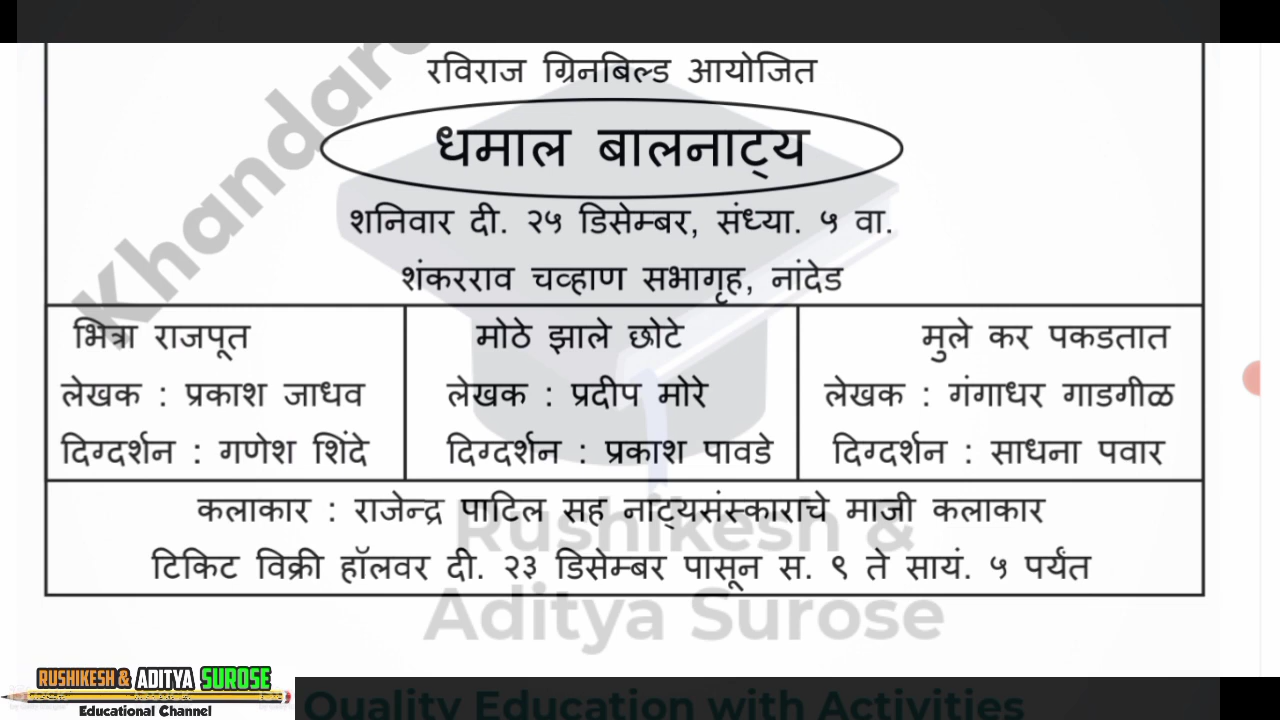 रविराज ग्रिनबिल्ड आयोजित
धमाल बालनाट्य
शनिवार दी. २५ डिसेम्बर, संध्या. ५ वा.
शंकरराव चव्हाण सभागृह, नांदेड
भित्रा राजपूत
लेखक : प्रकाश जाधव
दिग्दर्शन : गणेश शिंदे
मोठे झाले छोटे
लेखक : प्रदीप मोरे
दिग्दर्शन : प्रकाश पावडे
मुले कर पकडतात
लेखक : गंगाधर गाडगीळ
दिग्दर्शन : साधना पवार
कलाकार : राजेन्द्र पाटिल सह नाट्यसंस्काराचे माजी कलाकार
टिकिट विक्री हॉलवर दी. २३ डिसेम्बर पासून स. ९ ते सायं. ५ पर्यंत
Rushikesh &
Aditya Surose
RUSHIKESH & ADITYA SUROSE
Educational Channel
Quality Education with Activities